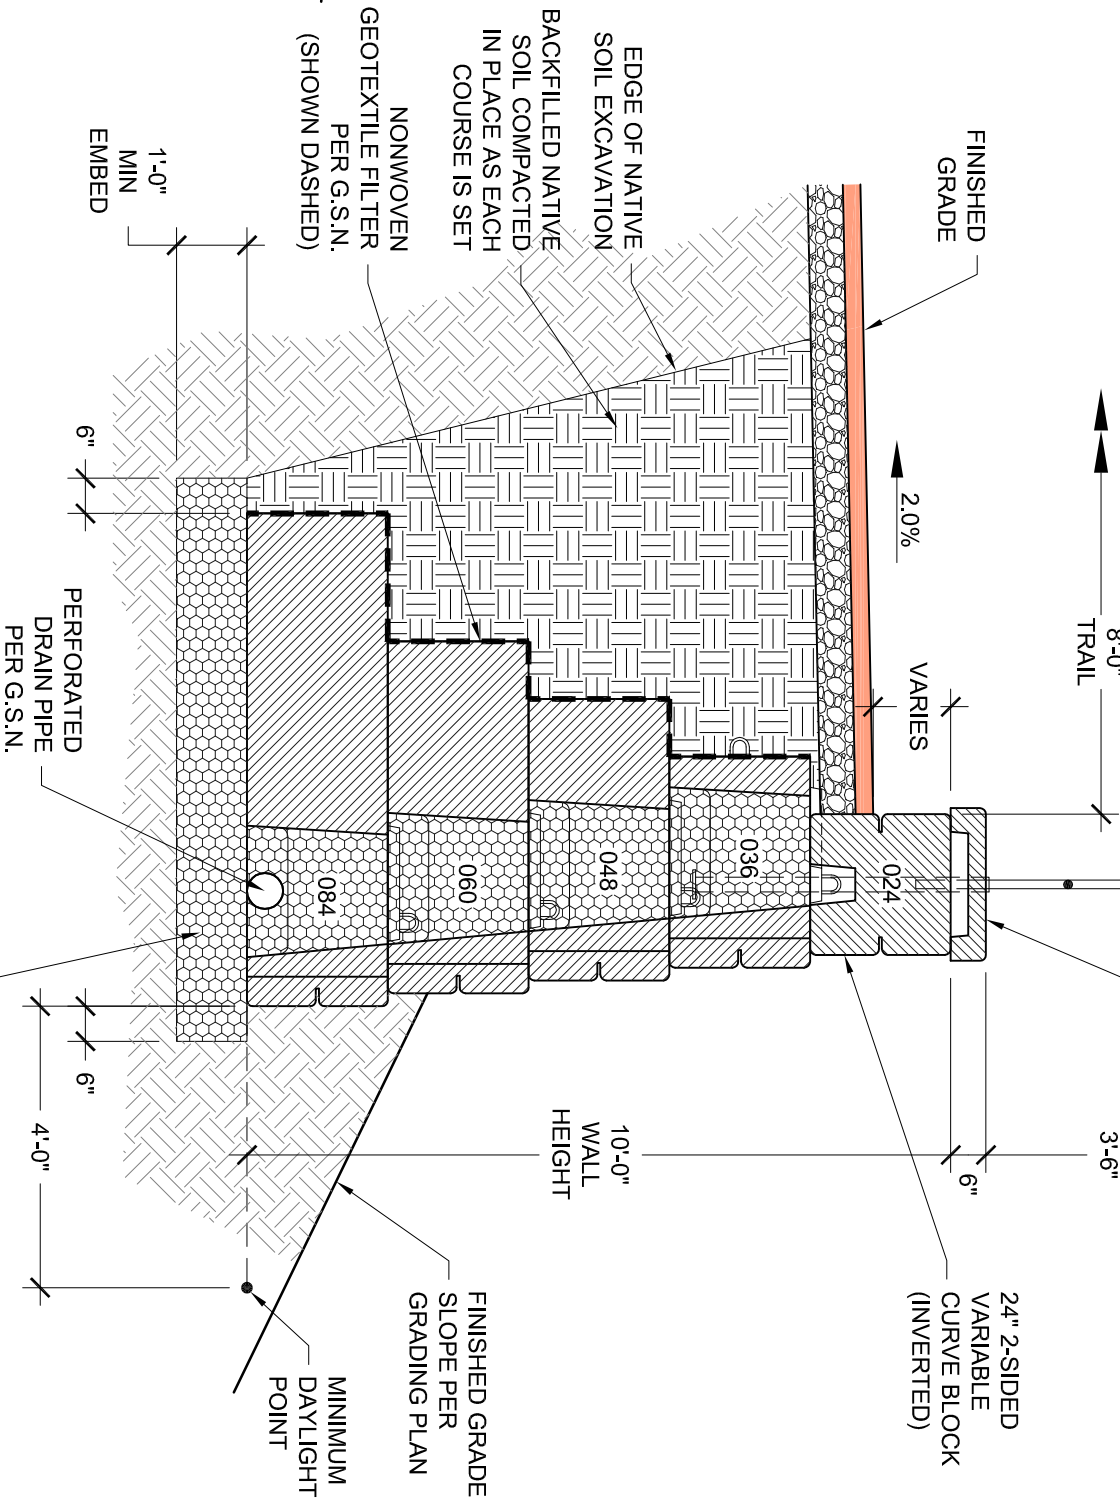 FINISHED
GRADE
EDGE OF NATIVE
SOIL EXCAVATION
BACKFILLED NATIVE
SOIL COMPACTED
IN PLACE AS EACH
COURSE IS SET
NONWOVEN
GEOTEXTILE FILTER
PER G.S.N.
(SHOWN DASHED)
1'-0"
MIN
EMBED
6"
2.0%
8'-0"
TRAIL
VARIES
PERFORATED
DRAIN PIPE
PER G.S.N.
024
036
048
060
084
6"
4'-0"
10'-0"
WALL
HEIGHT
6"
3'-6"
24" 2-SIDED
VARIABLE
CURVE BLOCK
(INVERTED)
FINISHED GRADE
SLOPE PER
GRADING PLAN
MINIMUM
DAYLIGHT
POINT